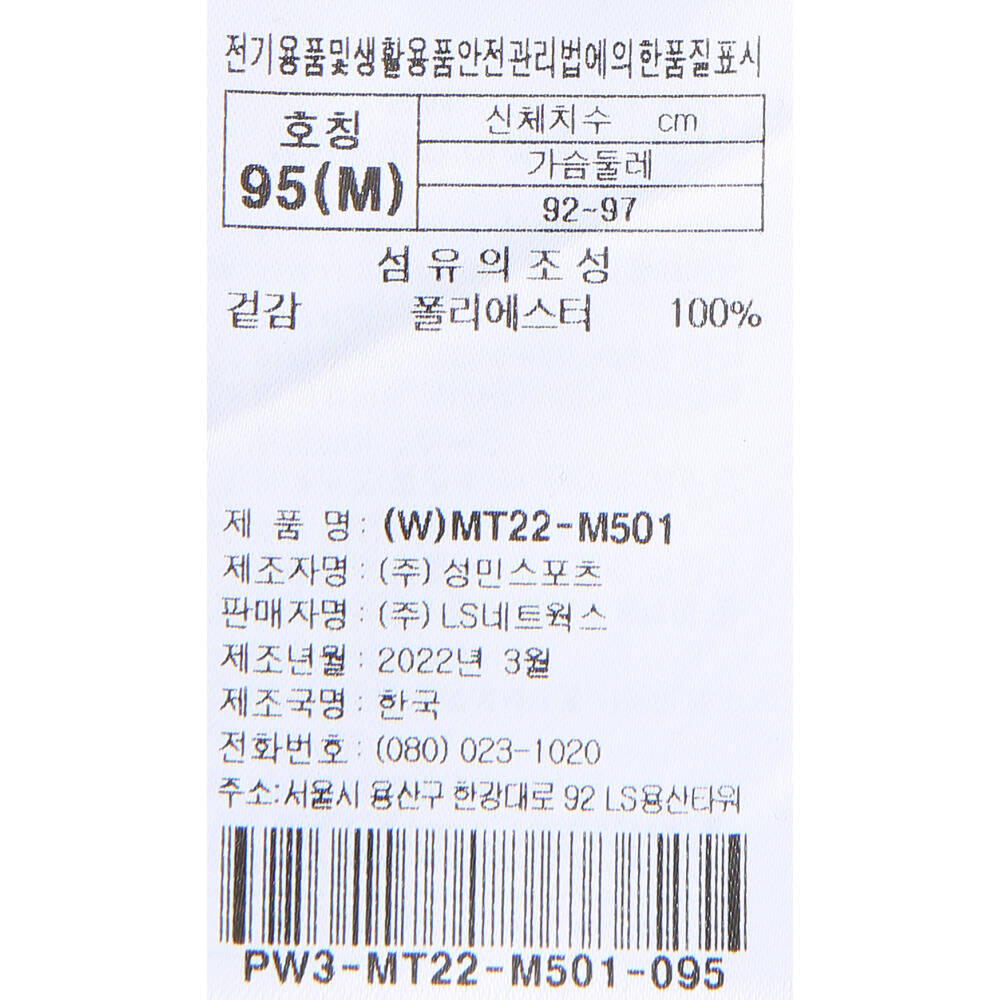 전기용품및생활용품안전관리법에의한품질표시
호칭
95(M)
신체치수 cm
가슴둘레
92~97
섬유의조성
겉감 폴리에스터 100%
제 품 명: (W)MT22-M501
제조자명: (주) 성민스포츠
판매자명: (주) LS네트웍스
제조년월: 2022년 3월
제조국명: 한국
전화번호: (080) 023-1020
주소:서울시 용산구 한강대로 92 LS용산타워
PW3-MT22-M501-095